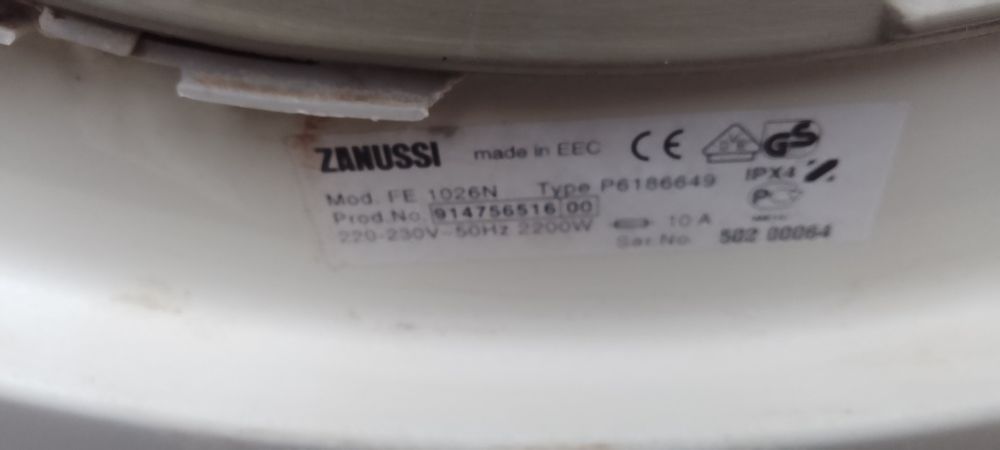 ZANUSSI made in EEC CE DVE GS
Mod. FE 1026N Type P6186649 IPX4
Prod.No. 914756516 00
220-230V~50Hz 2200W 10 A
Ser.No. 502 00064